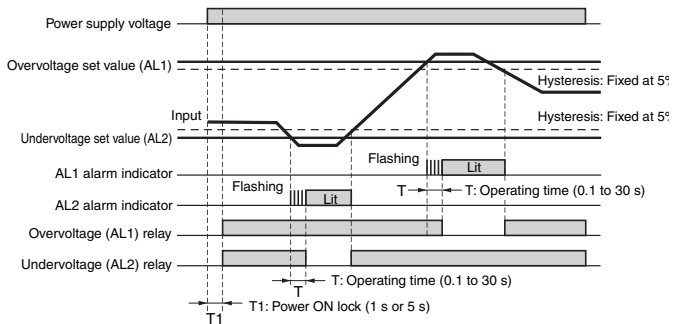 Power supply voltage
Overvoltage set value (AL1)
Hysteresis: Fixed at 5%
Input
Hysteresis: Fixed at 5%
Undervoltage set value (AL2)
Flashing
Lit
AL1 alarm indicator
T
T: Operating time (0.1 to 30 s)
Flashing
Lit
AL2 alarm indicator
Overvoltage (AL1) relay
Undervoltage (AL2) relay
T: Operating time (0.1 to 30 s)
T
T1: Power ON lock (1 s or 5 s)
T1